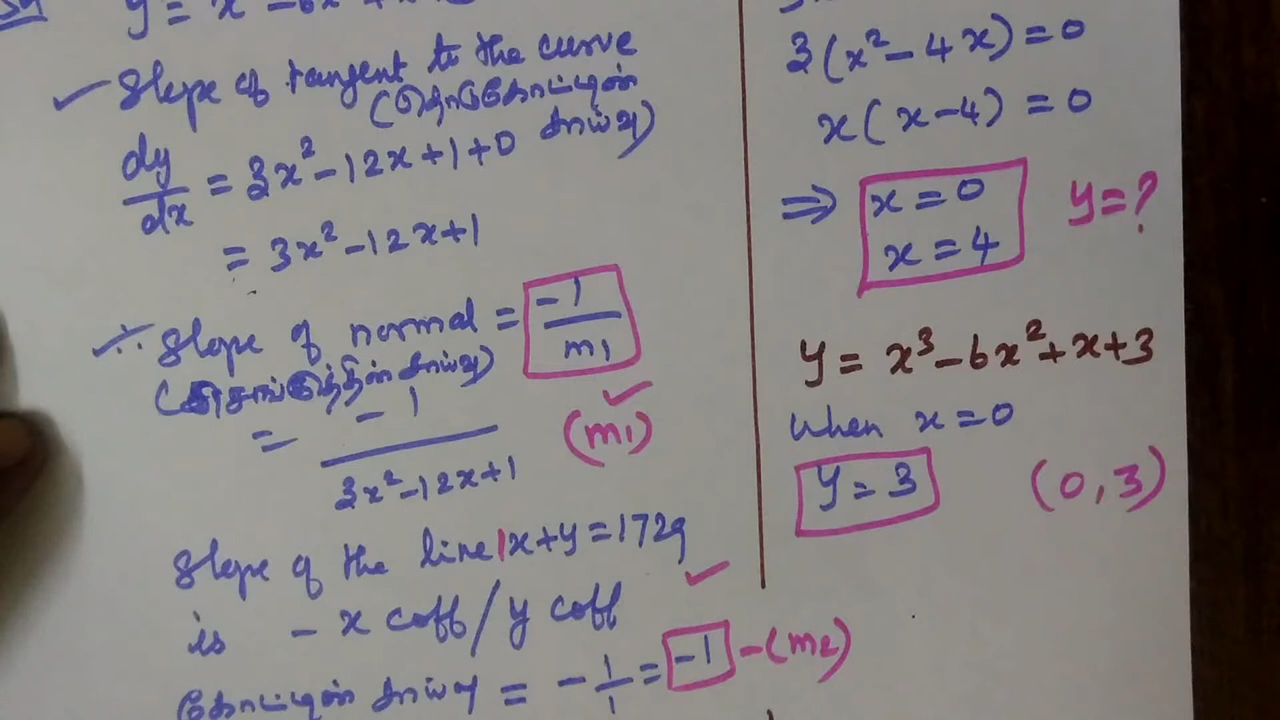 Slope of tangent to the curve
(தொடுகோட்டின் சாய்வு)
dy/dx = 3x² - 12x + 1 + 0
= 3x² - 12x + 1
∴ Slope of normal = -1/m1
(செங்கோட்டின் சாய்வு)
= -1/(3x² - 12x + 1) (m1)
Slope of the line 1x + y = 1729
is - x coff / y coff
கோட்டின் சாய்வு = - 1/1 = -1 - (m2)
3(x² - 4x) = 0
x(x - 4) = 0
⇒ x = 0 y = ?
x = 4
y = x³ - 6x² + x + 3
When x = 0
y = 3 (0, 3)